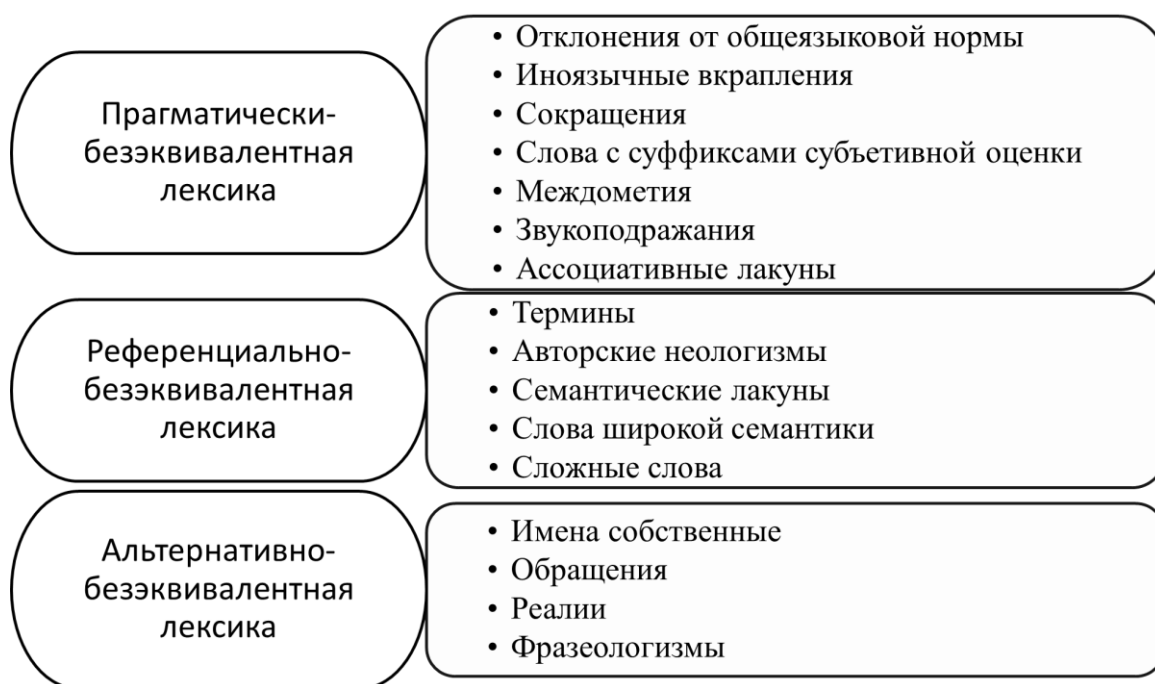 Прагматически-
безэквивалентная
лексика
• Отклонения от общеязыковой нормы
• Иноязычные вкрапления
• Сокращения
• Слова с суффиксами субъетивной оценки
• Междометия
• Звукоподражания
• Ассоциативные лакуны
Референциально-
безэквивалентная
лексика
• Термины
• Авторские неологизмы
• Семантические лакуны
• Слова широкой семантики
• Сложные слова
Альтернативно-
безэквивалентная
лексика
• Имена собственные
• Обращения
• Реалии
• Фразеологизмы